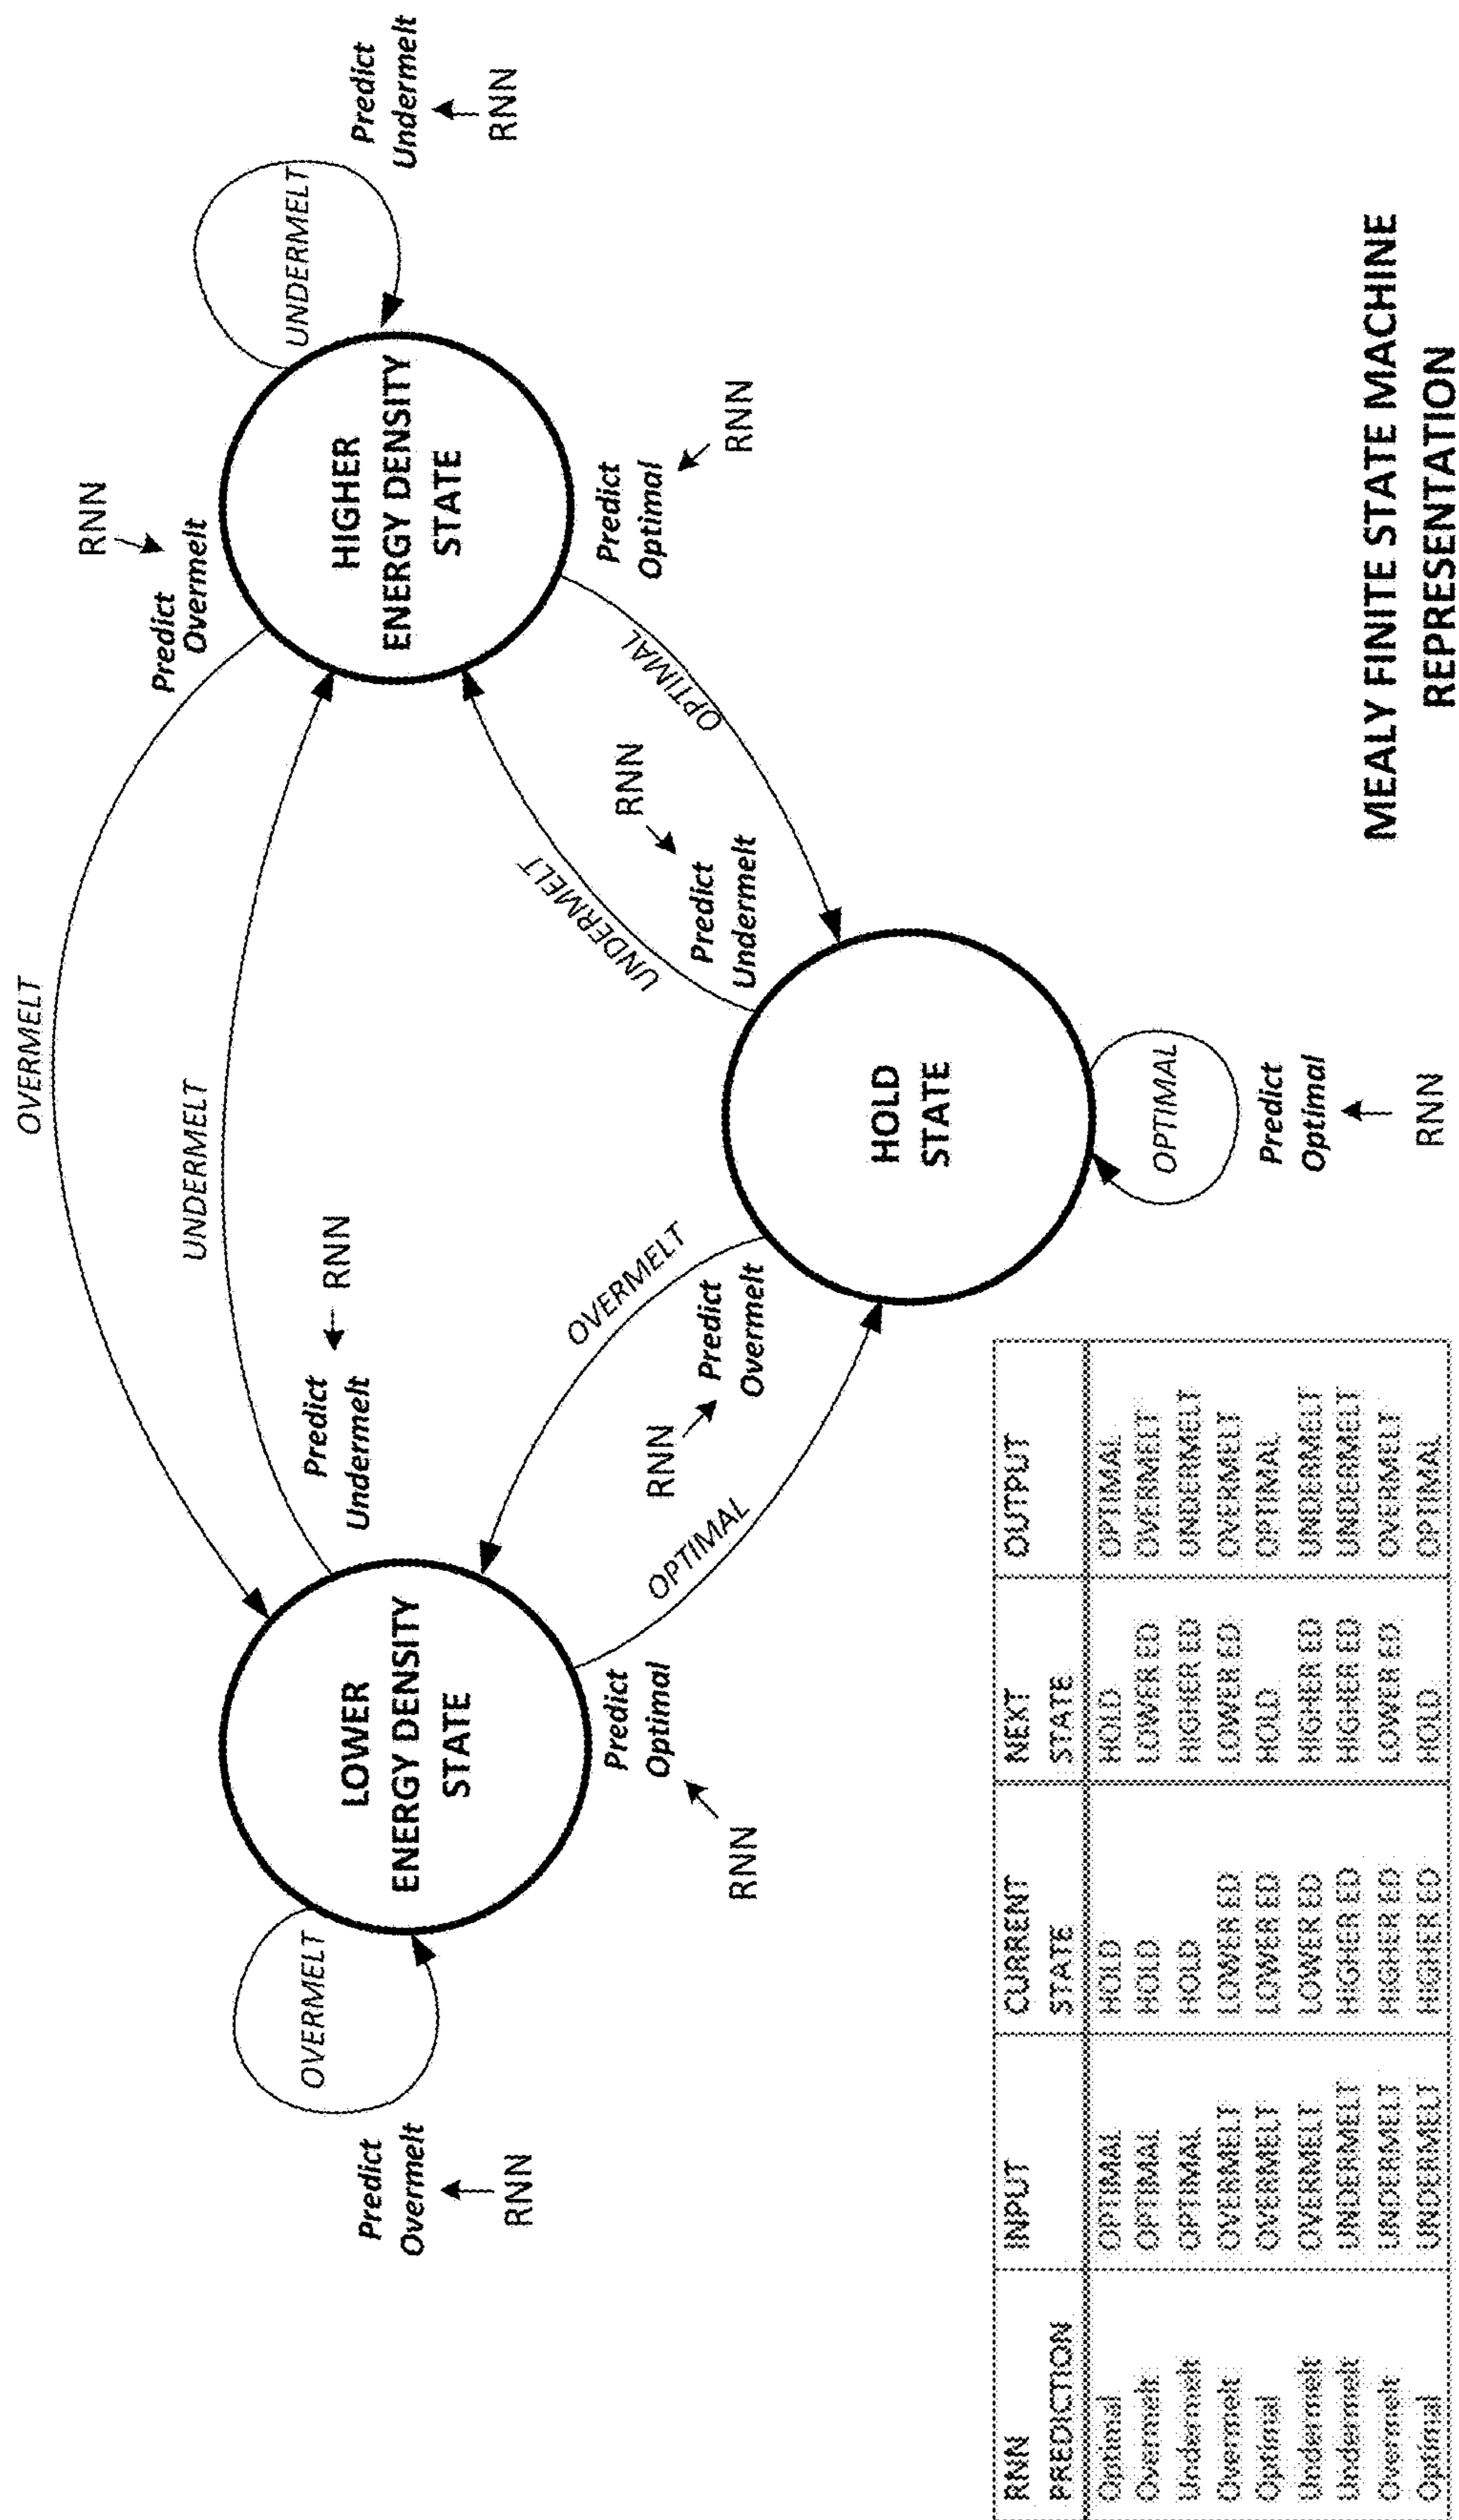 OVERMELT
UNDERMELT
RNN
Predict
Overmelt
Predict
Undermelt
RNN
OVERMELT
Predict
Overmelt
RNN
LOWER
ENERGY DENSITY
STATE
HIGHER
ENERGY DENSITY
STATE
UNDERMELT
Predict
Undermelt
RNN
Predict
Optimal
RNN
OPTIMAL
OVERMELT
RNN
Predict
Overmelt
UNDERMELT
RNN
Predict
Undermelt
OPTIMAL
Predict
Optimal
RNN
HOLD
STATE
OPTIMAL
Predict
Optimal
RNN
RNN PREDICTION INPUT CURRENT STATE NEXT STATE OUTPUT
Optimal OPTIMAL HOLD HOLD OPTIMAL
Overmelt OPTIMAL HOLD LOWER ED OVERMELT
Undermelt OPTIMAL HOLD HIGHER ED UNDERMELT
Overmelt OVERMELT LOWER ED LOWER ED OVERMELT
Optimal OVERMELT LOWER ED HOLD OPTIMAL
Undermelt OVERMELT LOWER ED HIGHER ED UNDERMELT
Undermelt UNDERMELT HIGHER ED HIGHER ED UNDERMELT
Overmelt UNDERMELT HIGHER ED LOWER ED OVERMELT
Optimal UNDERMELT HIGHER ED HOLD OPTIMAL
MEALY FINITE STATE MACHINE
REPRESENTATION